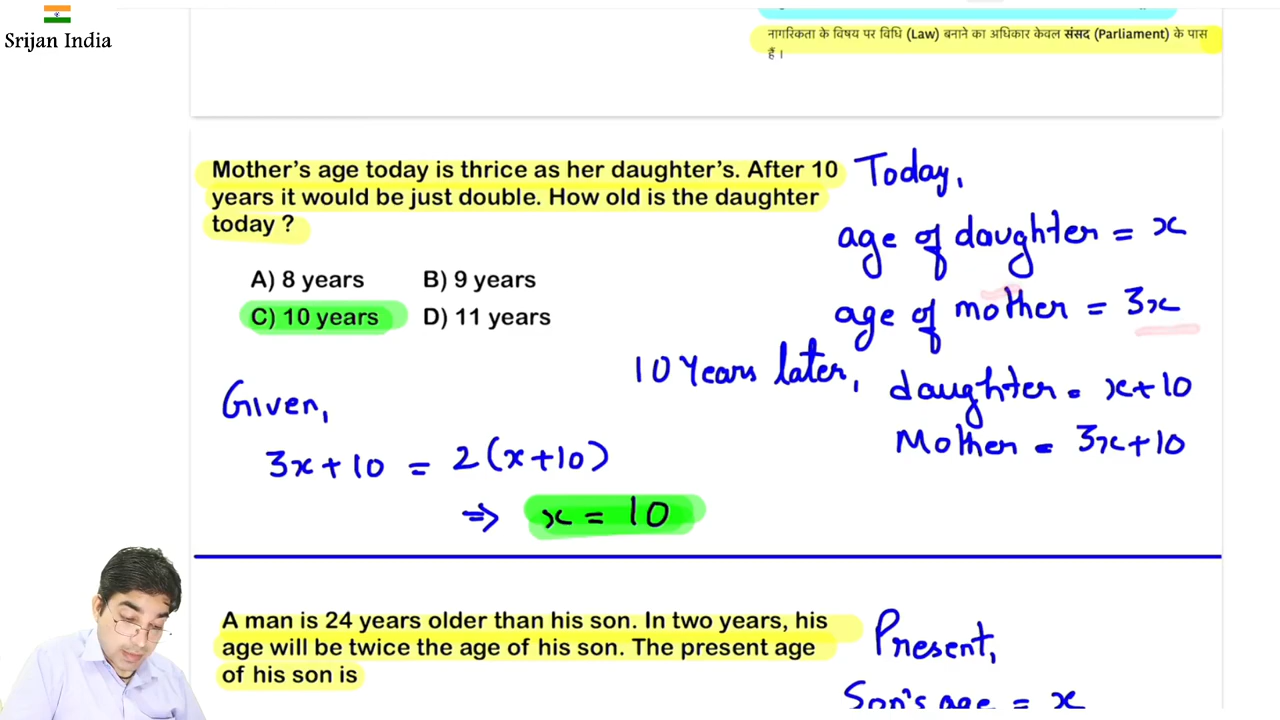 Srijan India
नागरिकता के विषय पर विधि (Law) बनाने का अधिकार केवल संसद (Parliament) के पास
हैं ।
Mother's age today is thrice as her daughter's. After 10
years it would be just double. How old is the daughter
today ?
A) 8 years B) 9 years
C) 10 years D) 11 years
Today,
age of daughter = x
age of mother = 3x
10 Years later,
daughter = x+10
Mother = 3x+10
Given,
3x + 10 = 2 (x+10)
⇒ x = 10
A man is 24 years older than his son. In two years, his
age will be twice the age of his son. The present age
of his son is
Present,
Son's age = x